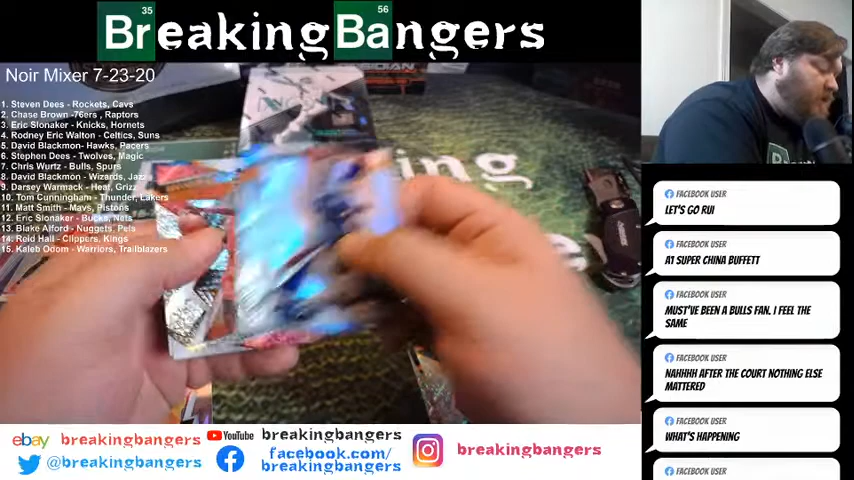 35 56
BreakingBangers
Noir Mixer 7-23-20
1. Steven Dees - Rockets, Cavs
2. Chase Brown -76ers , Raptors
3. Eric Slonaker - Knicks, Hornets
4. Rodney Eric Walton - Celtics, Suns
5. David Blackmon- Hawks, Pacers
6. Stephen Dees - Twolves, Magic
7. Chris Wurtz - Bulls, Spurs
8. David Blackmon - Wizards, Jazz
9. Darsey Warmack - Heat, Grizz
10. Tom Cunningham - Thunder, Lakers
11. Matt Smith - Mavs, Pistons
12. Eric Slonaker - Bucks, Nets
13. Blake Alford - Nuggets, Pels
14. Reid Hall - Clippers, Kings
15. Kaleb Odom - Warriors, Trailblazers
ing
FACEBOOK USER
LET'S GO RUI
FACEBOOK USER
A1 SUPER CHINA BUFFETT
FACEBOOK USER
MUST'VE BEEN A BULLS FAN. I FEEL THE
SAME
FACEBOOK USER
NAHHHH AFTER THE COURT NOTHING ELSE
MATTERED
FACEBOOK USER
WHAT'S HAPPENING
FACEBOOK USER
ebay breakingbangers
YouTube breakingbangers
@breakingbangers
facebook.com/
breakingbangers
breakingbangers